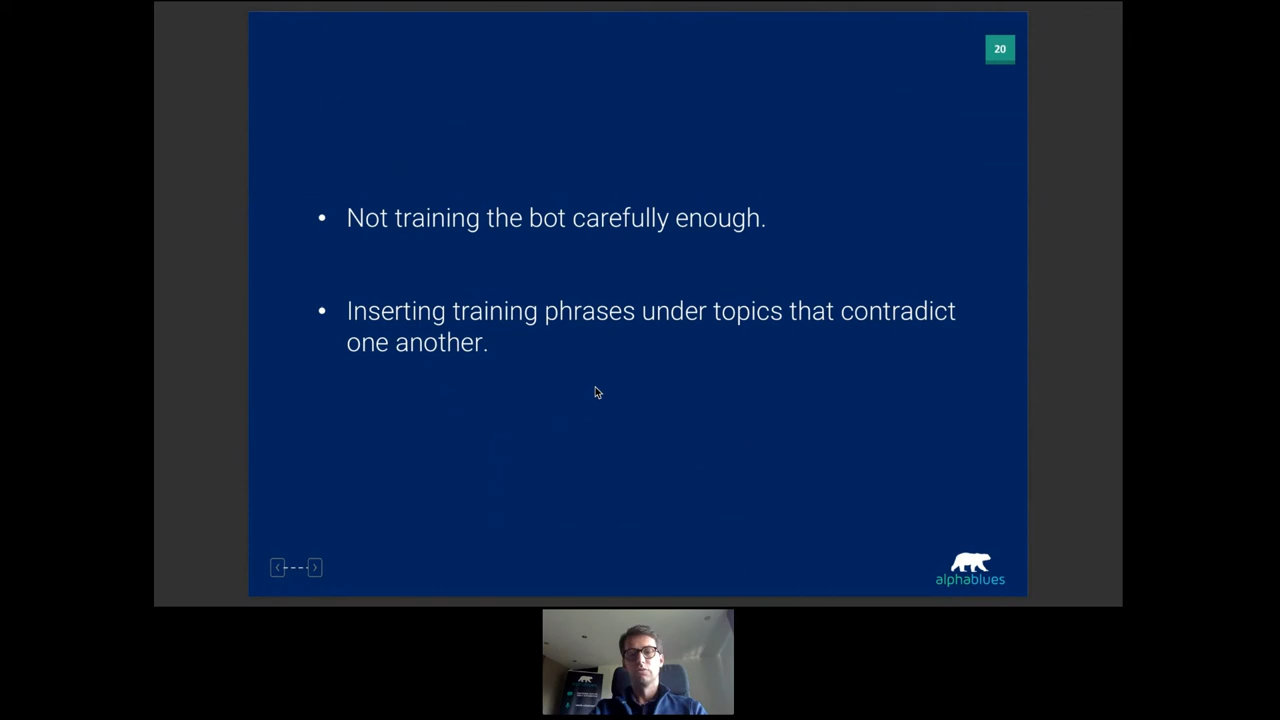 20
• Not training the bot carefully enough.
• Inserting training phrases under topics that contradict
one another.
alphablues